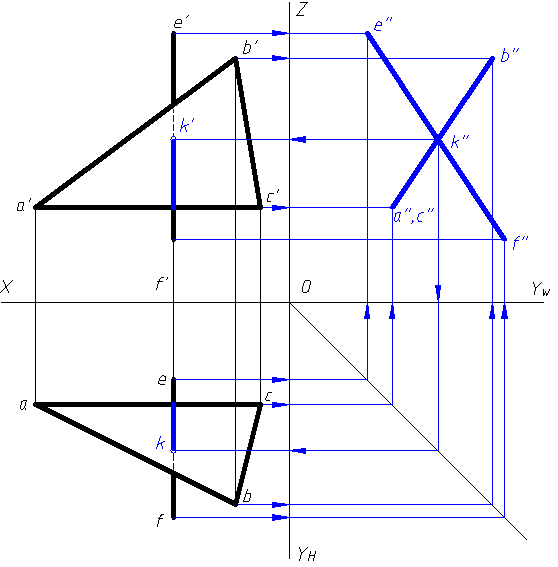 e′ Z e″
b′ b″
k′ k″
a′ c′ a″,c″
f″
X f′ O Yw
e
a c
k
b
f
YH